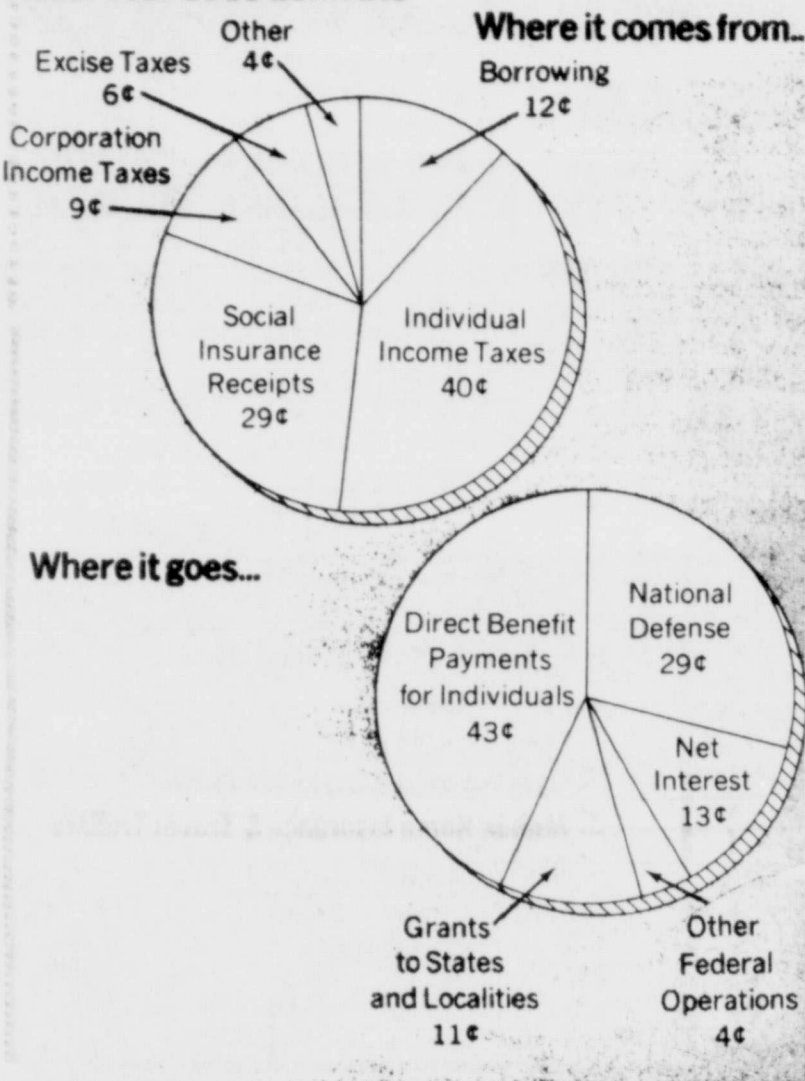 Where it comes from...
Other
4¢
Excise Taxes
6¢
Borrowing
12¢
Corporation
Income Taxes
9¢
Social
Insurance
Receipts
29¢
Individual
Income Taxes
40¢
Where it goes...
National
Defense
29¢
Direct Benefit
Payments
for Individuals
43¢
Net
Interest
13¢
Grants
to States
and Localities
11¢
Other
Federal
Operations
4¢